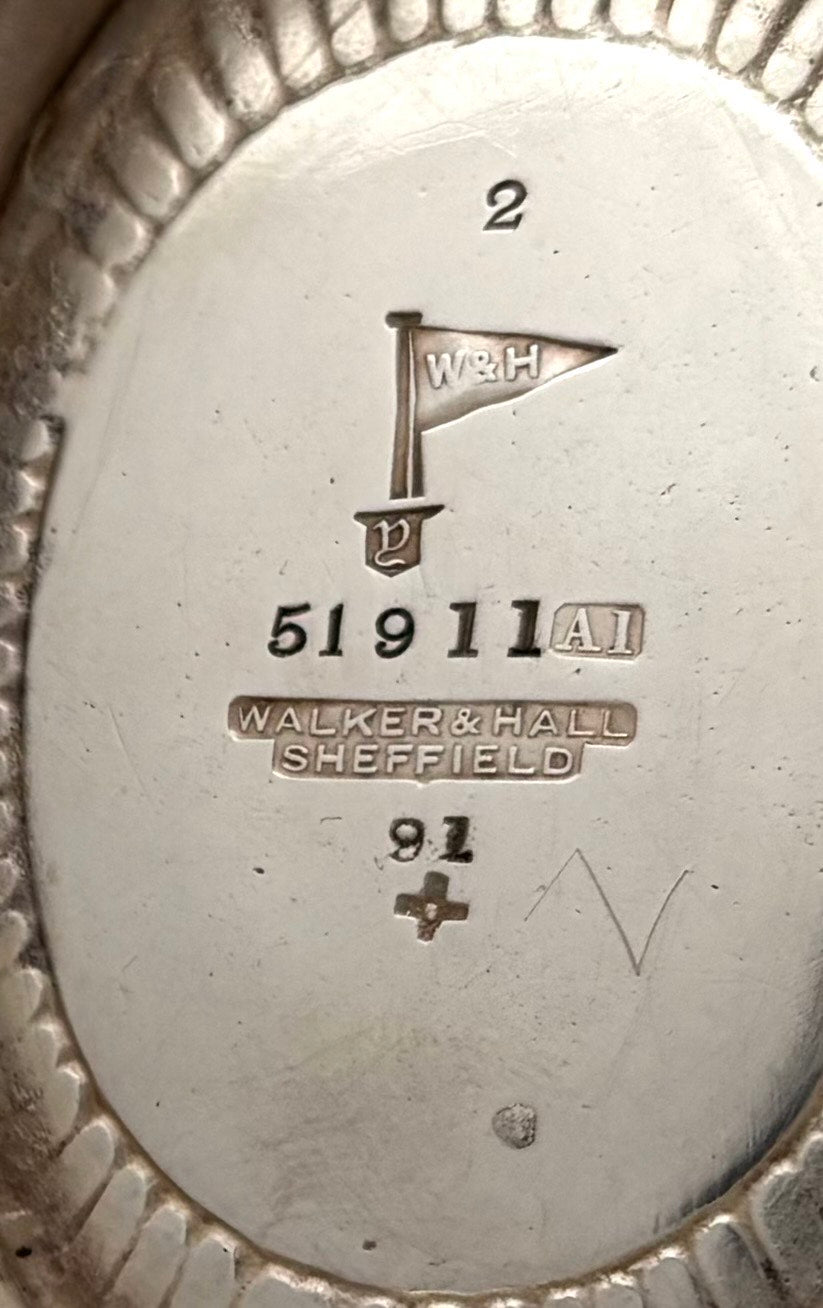 2
W&H
y
51911 A1
WALKER & HALL
SHEFFIELD
91
N